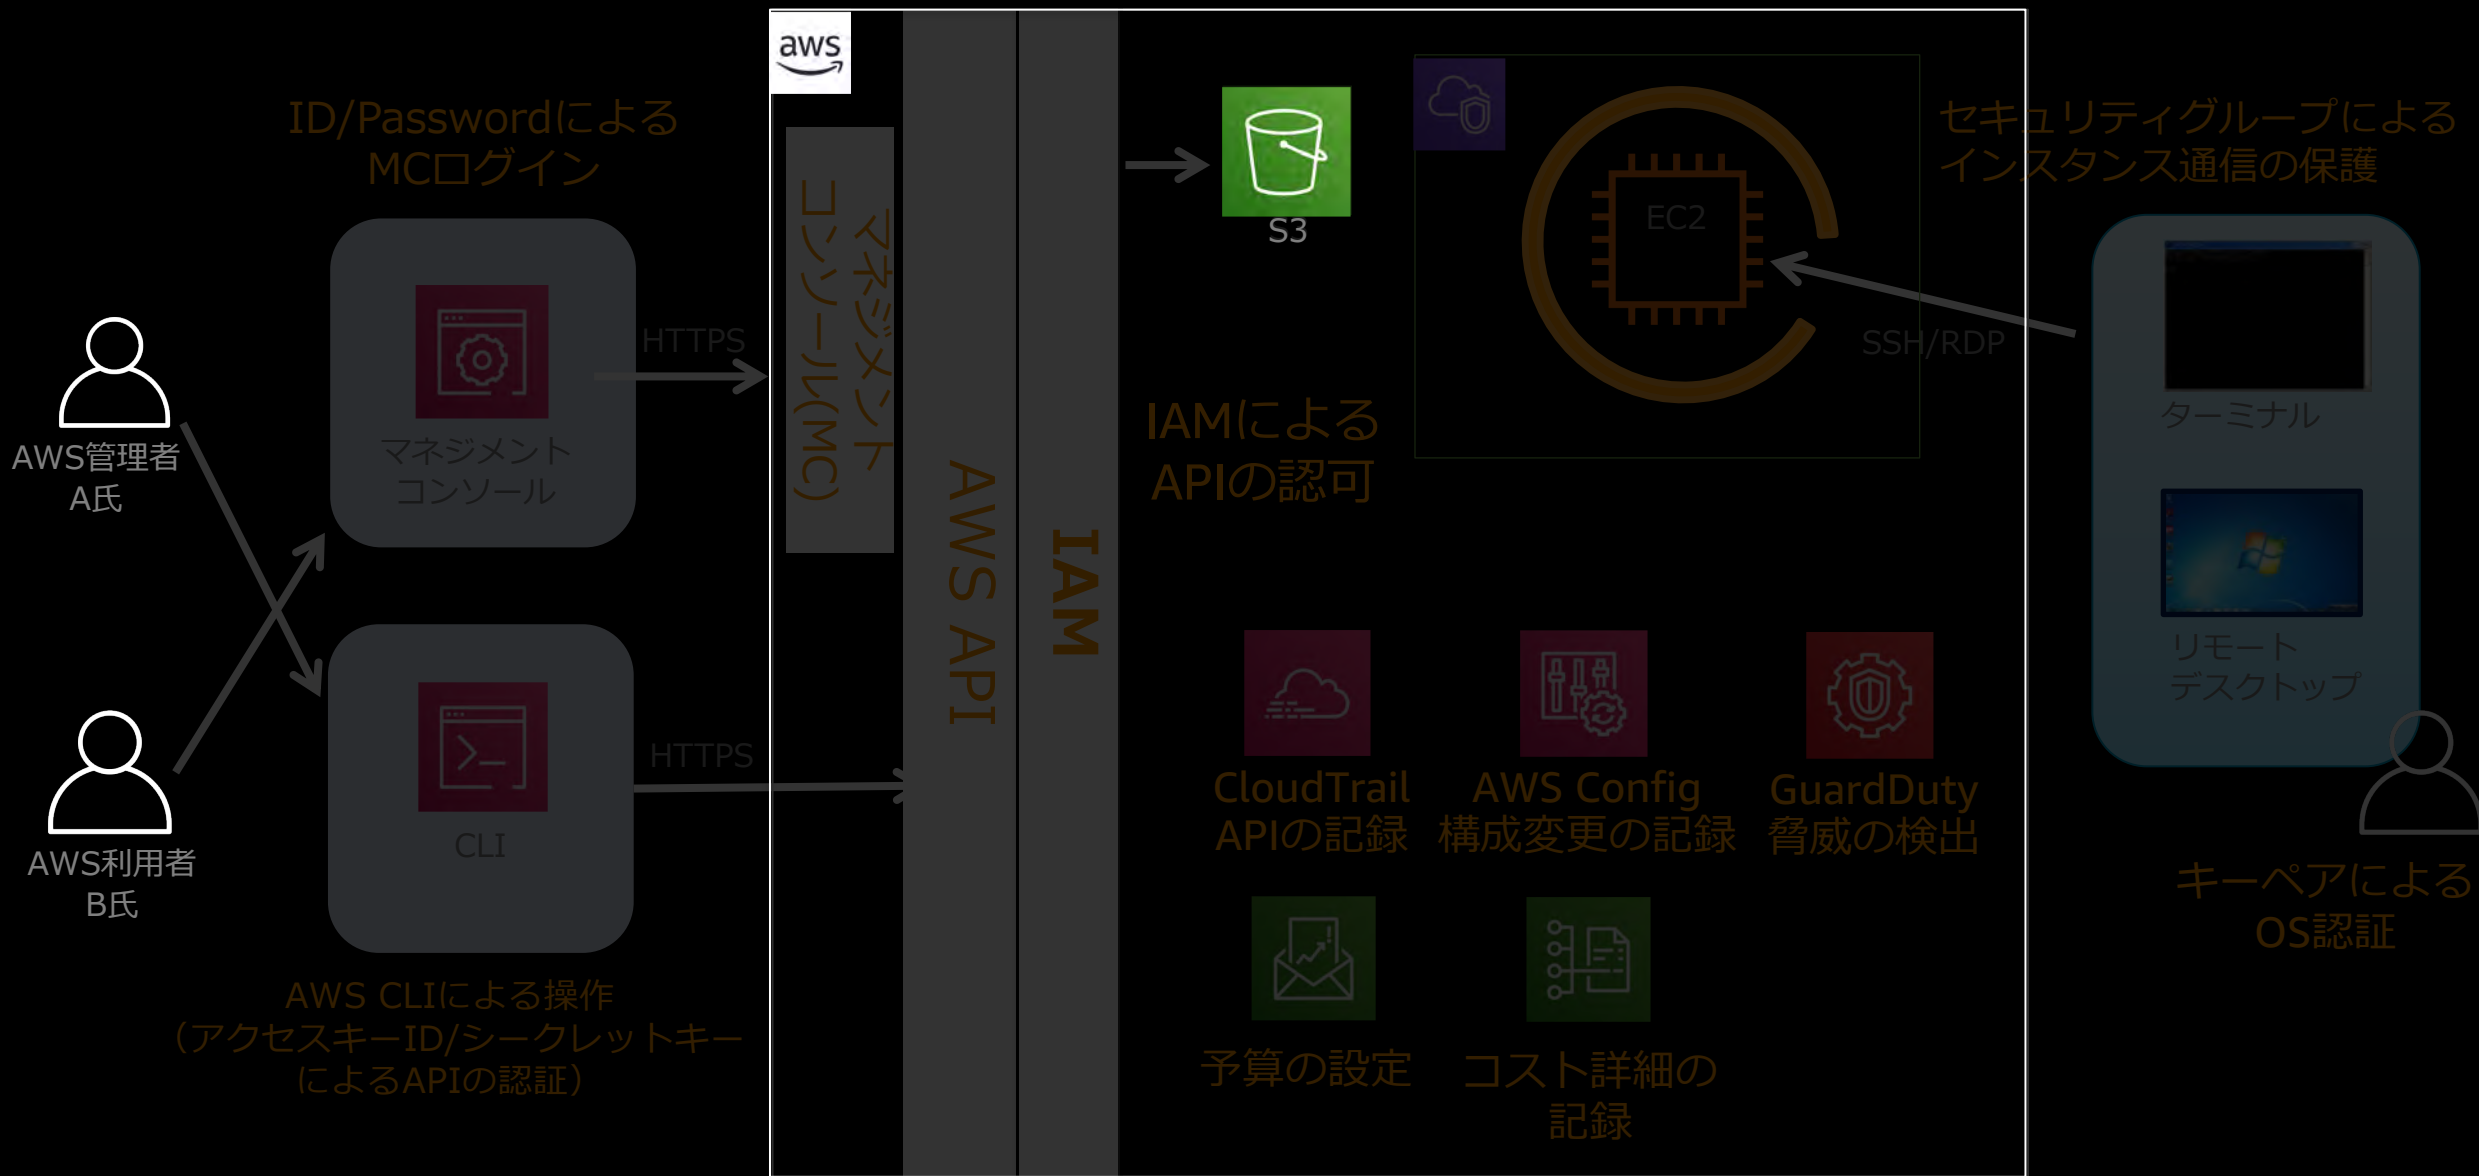 aws
ID/Passwordによる
MCログイン
マネジメント
コンソール
HTTPS
AWS管理者
A氏
AWS利用者
B氏
CLI
HTTPS
AWS CLIによる操作
（アクセスキーID/シークレットキー
によるAPIの認証）
マネジメント
コンソール(MC)
AWS API
IAM
S3
EC2
IAMによる
APIの認可
セキュリティグループによる
インスタンス通信の保護
SSH/RDP
ターミナル
リモート
デスクトップ
キーペアによる
OS認証
CloudTrail
APIの記録
AWS Config
構成変更の記録
GuardDuty
脅威の検出
予算の設定
コスト詳細の
記録